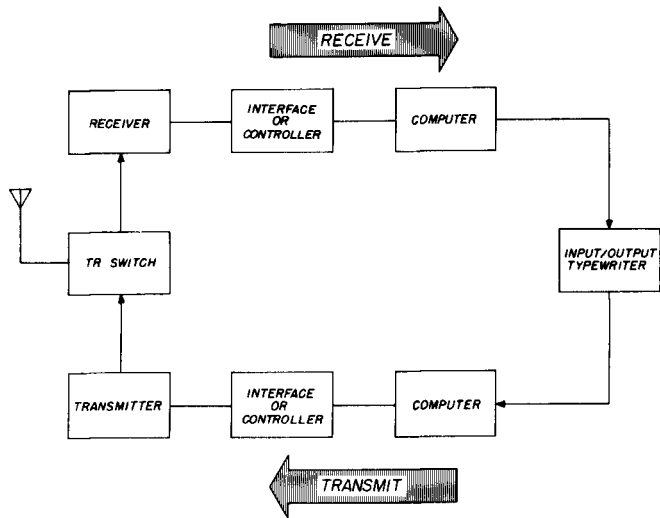 RECEIVE
RECEIVER
INTERFACE
OR
CONTROLLER
COMPUTER
TR SWITCH
INPUT/OUTPUT
TYPEWRITER
TRANSMITTER
INTERFACE
OR
CONTROLLER
COMPUTER
TRANSMIT